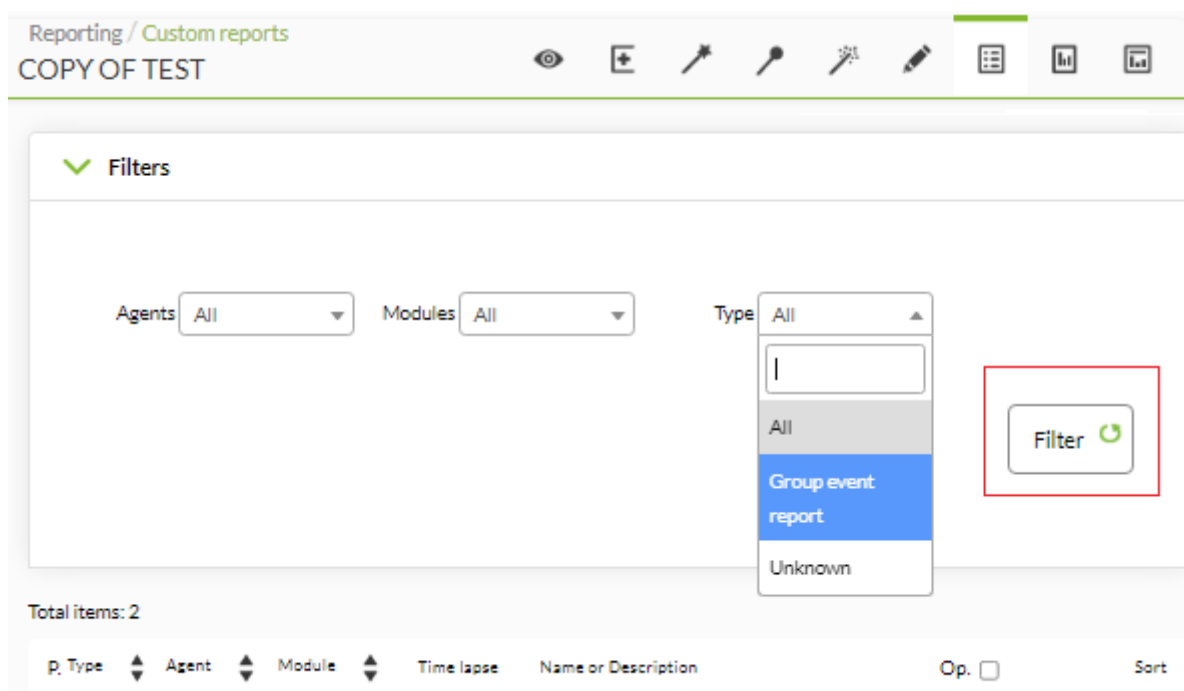 Reporting / Custom reports
COPY OF TEST
Filters
Agents All Modules All Type All
All
Group event
report
Unknown
Filter
Total items: 2
P. Type Agent Module Time lapse Name or Description Op. Sort